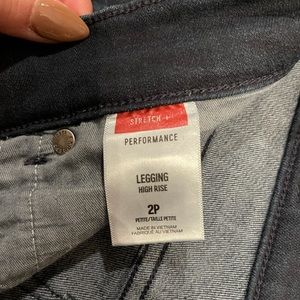 STRETCH
PERFORMANCE
LEGGING
HIGH RISE
2P
PETITE/TAILLE PETITE
MADE IN VIETNAM
FABRIQUÉ AU VIETNAM